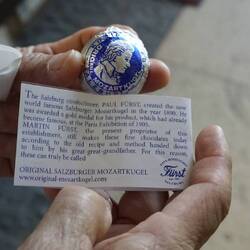 ORIGINAL
MOZARTKUGEL
The Salzburg confectioner, PAUL FÜRST, created the now
world famous Salzburger Mozartkugel in the year 1890. He
was awarded a gold medal for his product, which had already
become famous, at the Paris Exhibition of 1905.
MARTIN FÜRST, the present proprietor of this
establishment, still makes these fine chocolates today
according to the old recipe and method handed down
to him by his great-great-grandfather. For this reason,
these can truly be called
ORIGINAL SALZBURGER MOZARTKUGEL
www.original-mozartkugel.com
Fürst
SALZBURG